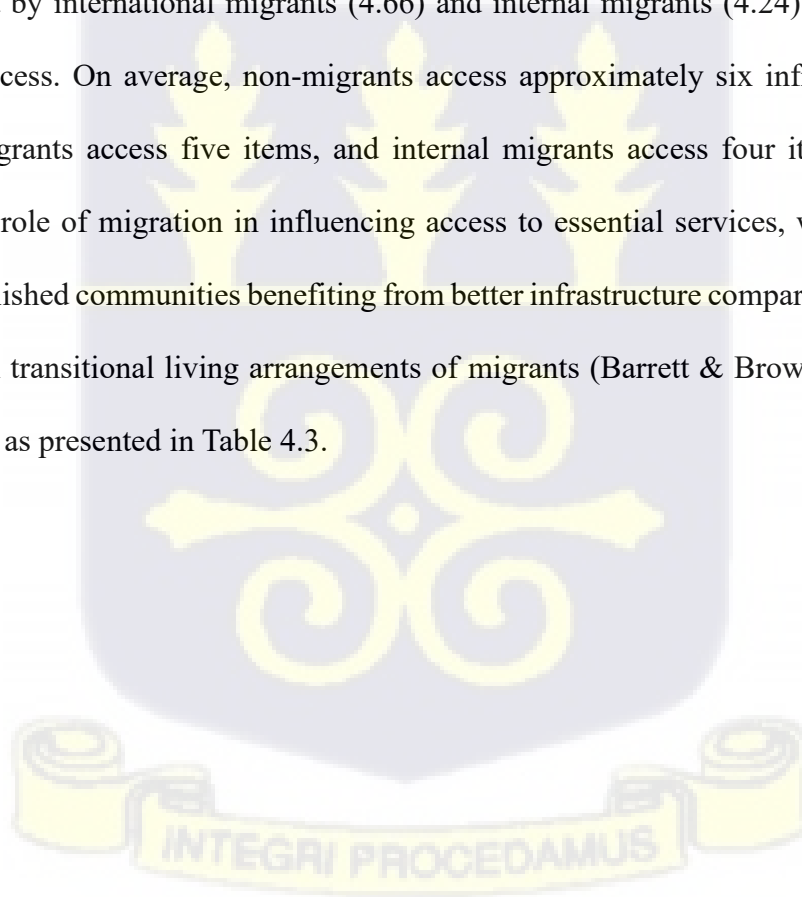 by international migrants (4.66) and internal migrants (4.24)
cess. On average, non-migrants access approximately six inf
grants access five items, and internal migrants access four it
role of migration in influencing access to essential services,
ished communities benefiting from better infrastructure compar
transitional living arrangements of migrants (Barrett & Brow
as presented in Table 4.3.
INTEGRI PROCEDAMUS